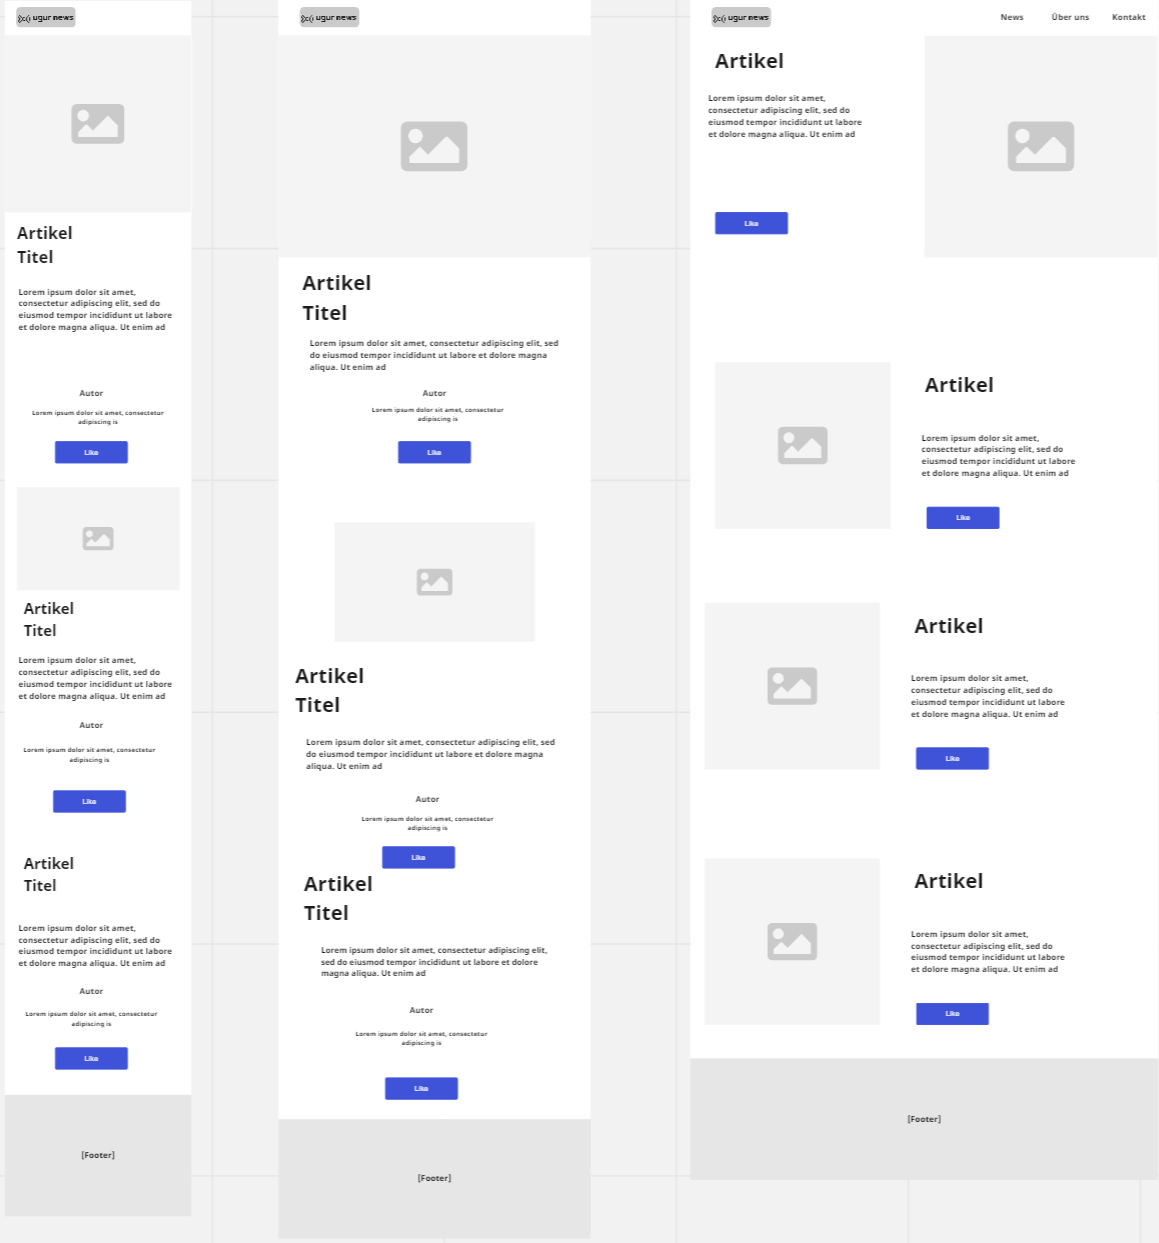 ugur news
Artikel
Titel
Lorem ipsum dolor sit amet,
consectetur adipiscing elit, sed do
eiusmod tempor incididunt ut labore
et dolore magna aliqua. Ut enim ad
Autor
Lorem ipsum dolor sit amet, consectetur
adipiscing is
Like
Artikel
Titel
Lorem ipsum dolor sit amet,
consectetur adipiscing elit, sed do
eiusmod tempor incididunt ut labore
et dolore magna aliqua. Ut enim ad
Autor
Lorem ipsum dolor sit amet, consectetur
adipiscing is
Like
Artikel
Titel
Lorem ipsum dolor sit amet,
consectetur adipiscing elit, sed do
eiusmod tempor incididunt ut labore
et dolore magna aliqua. Ut enim ad
Autor
Lorem ipsum dolor sit amet, consectetur
adipiscing is
Like
[Footer]
ugur news
Artikel
Titel
Lorem ipsum dolor sit amet, consectetur adipiscing elit, sed
do eiusmod tempor incididunt ut labore et dolore magna
aliqua. Ut enim ad
Autor
Lorem ipsum dolor sit amet, consectetur
adipiscing is
Like
Artikel
Titel
Lorem ipsum dolor sit amet, consectetur adipiscing elit, sed
do eiusmod tempor incididunt ut labore et dolore magna
aliqua. Ut enim ad
Autor
Lorem ipsum dolor sit amet, consectetur
adipiscing is
Like
Artikel
Titel
Lorem ipsum dolor sit amet, consectetur adipiscing elit,
sed do eiusmod tempor incididunt ut labore et dolore
magna aliqua. Ut enim ad
Autor
Lorem ipsum dolor sit amet, consectetur
adipiscing is
Like
[Footer]
ugur news
News Über uns Kontakt
Artikel
Lorem ipsum dolor sit amet,
consectetur adipiscing elit, sed do
eiusmod tempor incididunt ut labore
et dolore magna aliqua. Ut enim ad
Like
Artikel
Lorem ipsum dolor sit amet,
consectetur adipiscing elit, sed do
eiusmod tempor incididunt ut labore
et dolore magna aliqua. Ut enim ad
Like
Artikel
Lorem ipsum dolor sit amet,
consectetur adipiscing elit, sed do
eiusmod tempor incididunt ut labore
et dolore magna aliqua. Ut enim ad
Like
Artikel
Lorem ipsum dolor sit amet,
consectetur adipiscing elit, sed do
eiusmod tempor incididunt ut labore
et dolore magna aliqua. Ut enim ad
Like
[Footer]